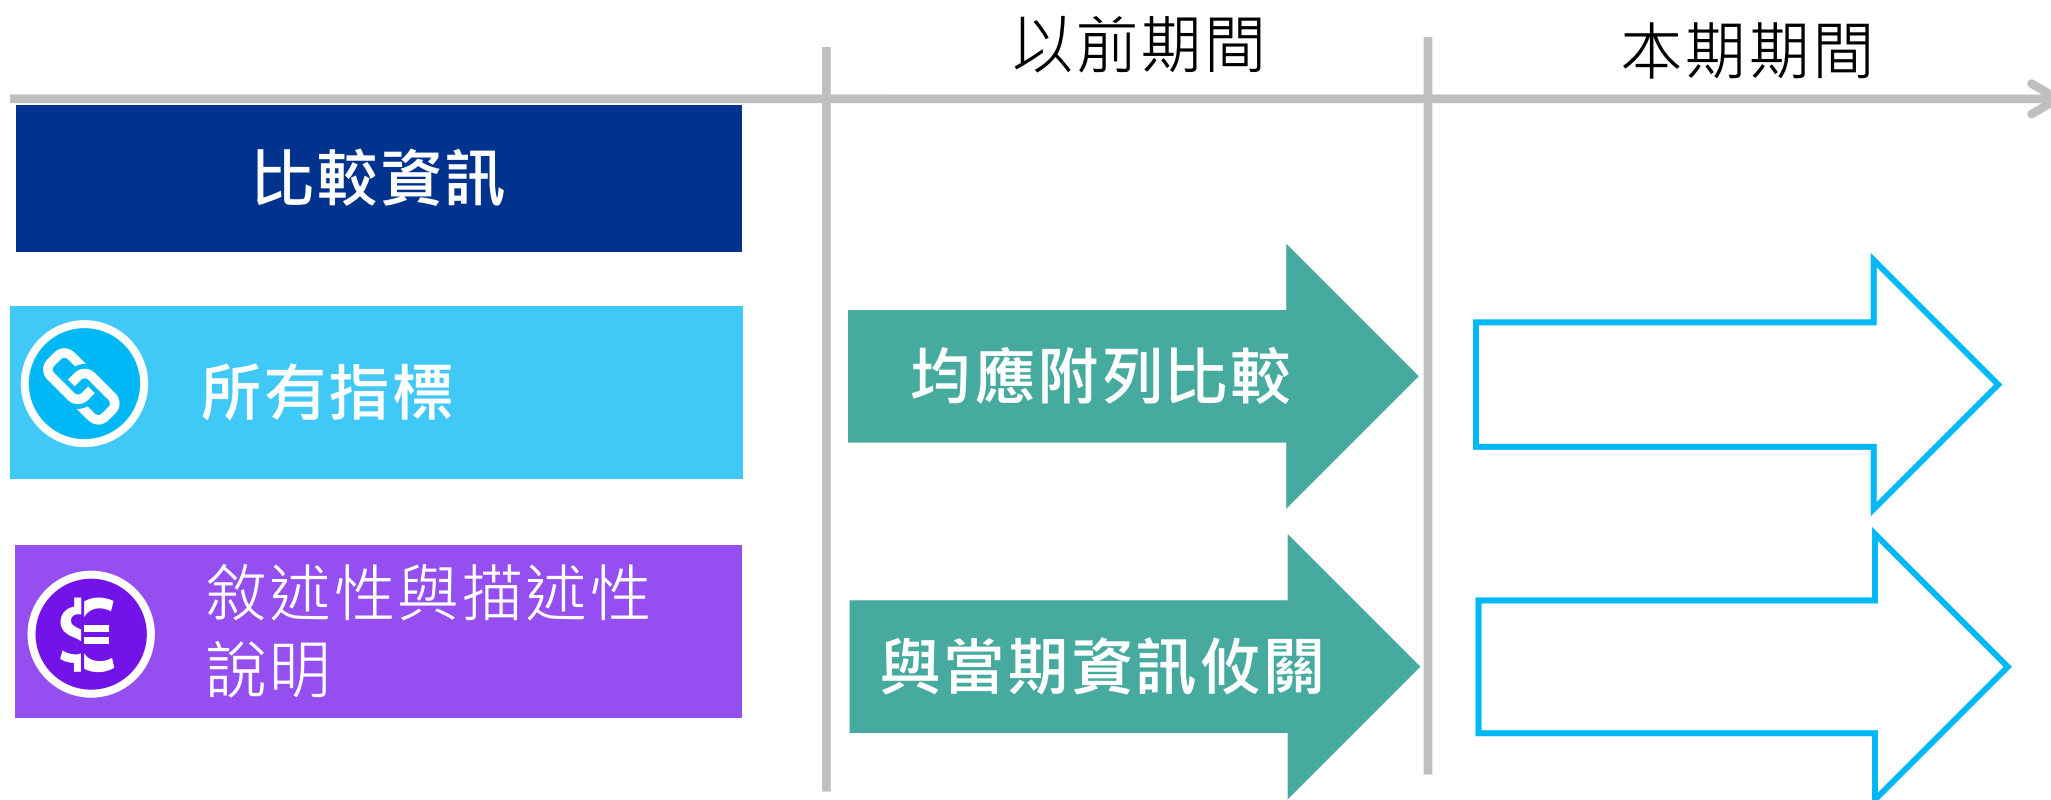 以前期間
本期期間
比較資訊
所有指標
均應附列比較
敘述性與描述性
說明
與當期資訊攸關